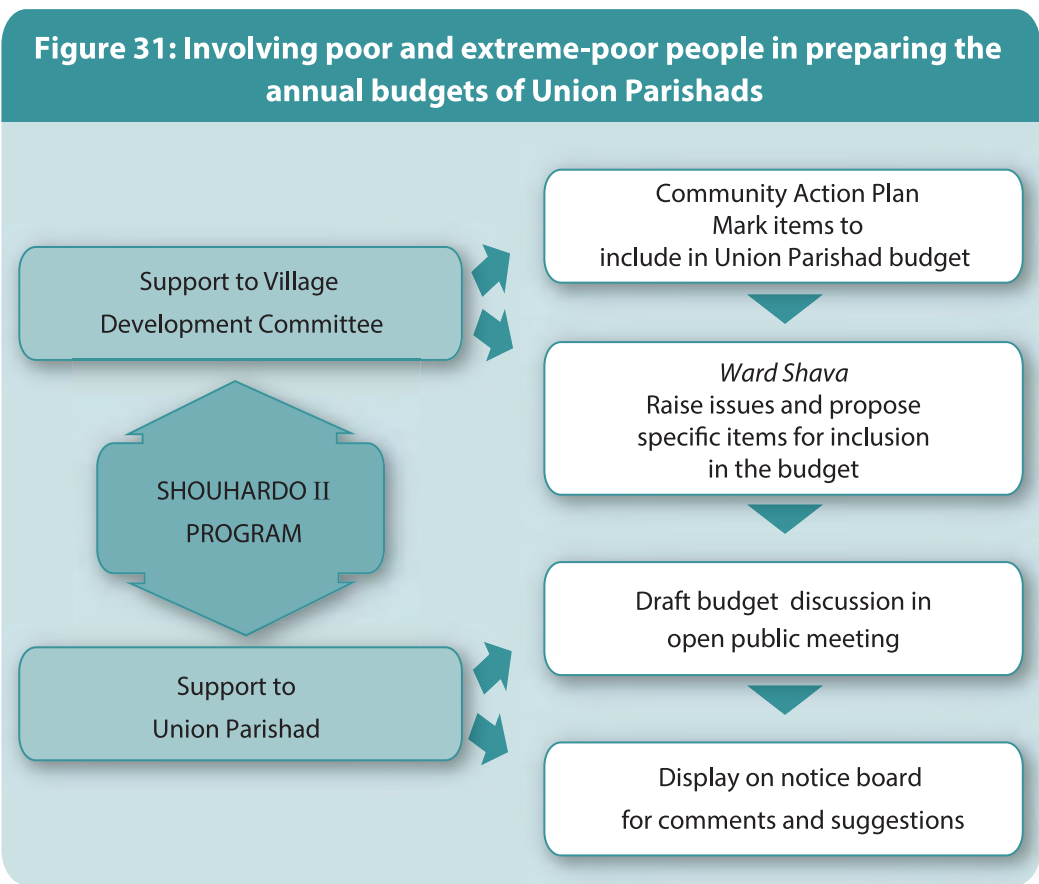 Figure 31: Involving poor and extreme-poor people in preparing the
annual budgets of Union Parishads
Support to Village
Development Committee
SHOUHARDO II
PROGRAM
Support to
Union Parishad
Community Action Plan
Mark items to
include in Union Parishad budget
Ward Shava
Raise issues and propose
specific items for inclusion
in the budget
Draft budget discussion in
open public meeting
Display on notice board
for comments and suggestions